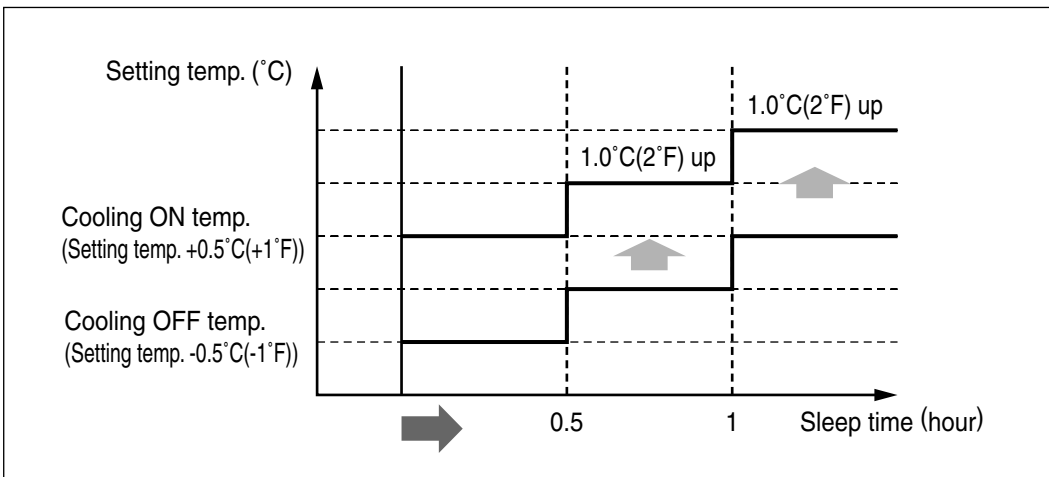 Setting temp. (˚C)
1.0˚C(2˚F) up
1.0˚C(2˚F) up
Cooling ON temp.
(Setting temp. +0.5˚C(+1˚F))
Cooling OFF temp.
(Setting temp. -0.5˚C(-1˚F))
0.5
1
Sleep time (hour)